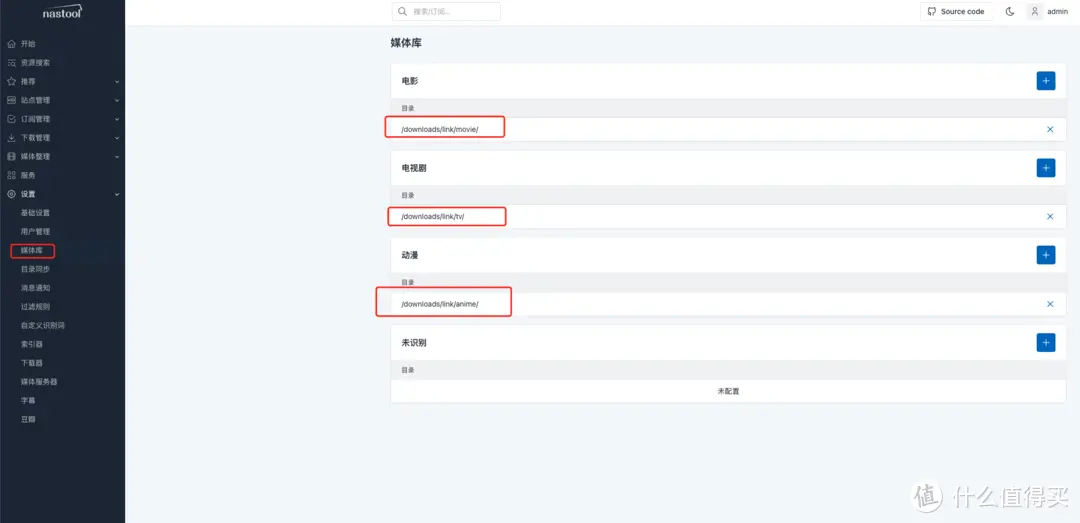 nastool
搜索/订阅...
Source code
admin
开始
资源搜索
推荐
站点管理
订阅管理
下载管理
媒体整理
服务
设置
基础设置
用户管理
媒体库
目录同步
消息通知
过滤规则
自定义识别词
索引器
下载器
媒体服务器
字幕
豆瓣
媒体库
电影
目录
/downloads/link/movie/
电视剧
目录
/downloads/link/tv/
动漫
目录
/downloads/link/anime/
未识别
目录
未配置
值 什么值得买